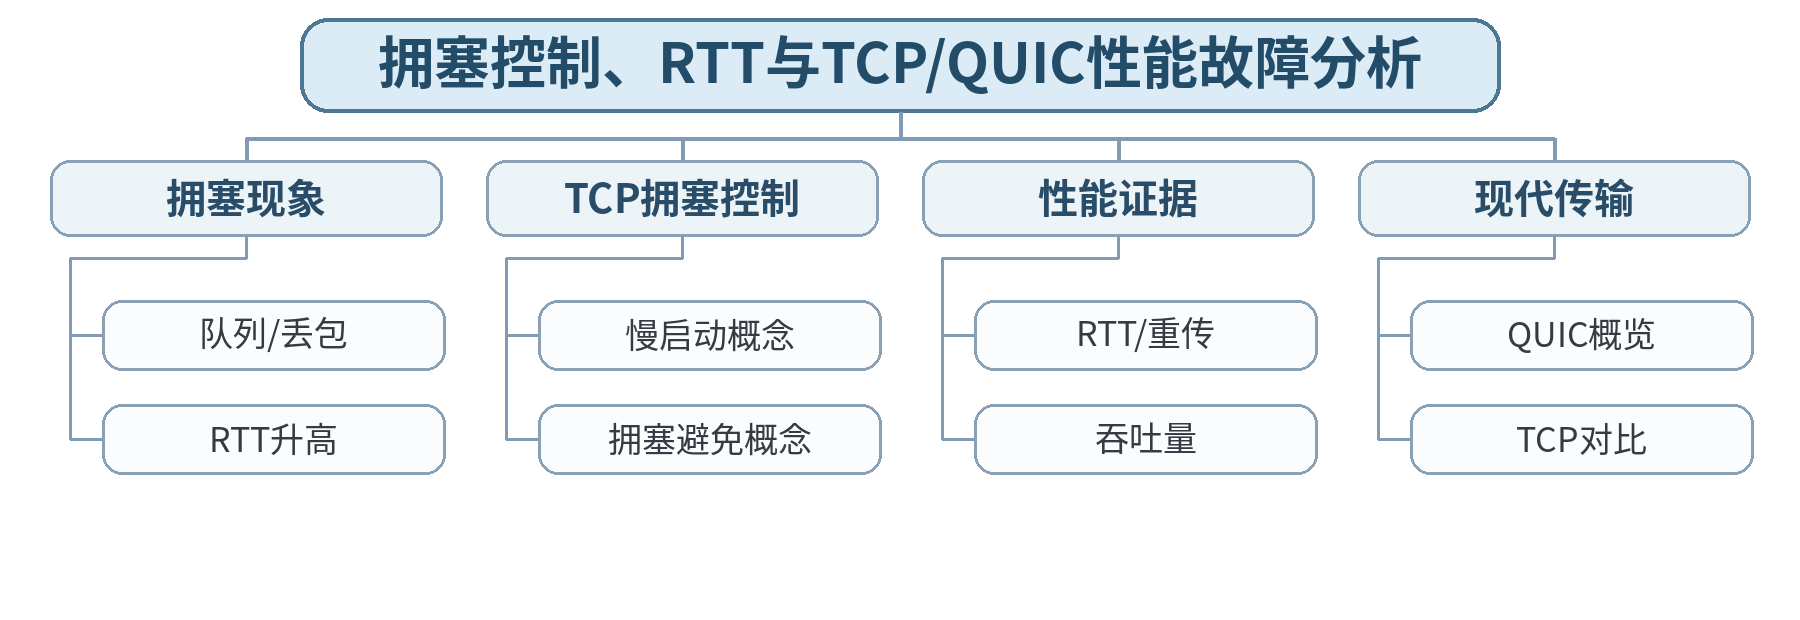 拥塞控制、RTT与TCP/QUIC性能故障分析
拥塞现象
队列/丢包
RTT升高
TCP拥塞控制
慢启动概念
拥塞避免概念
性能证据
RTT/重传
吞吐量
现代传输
QUIC概览
TCP对比